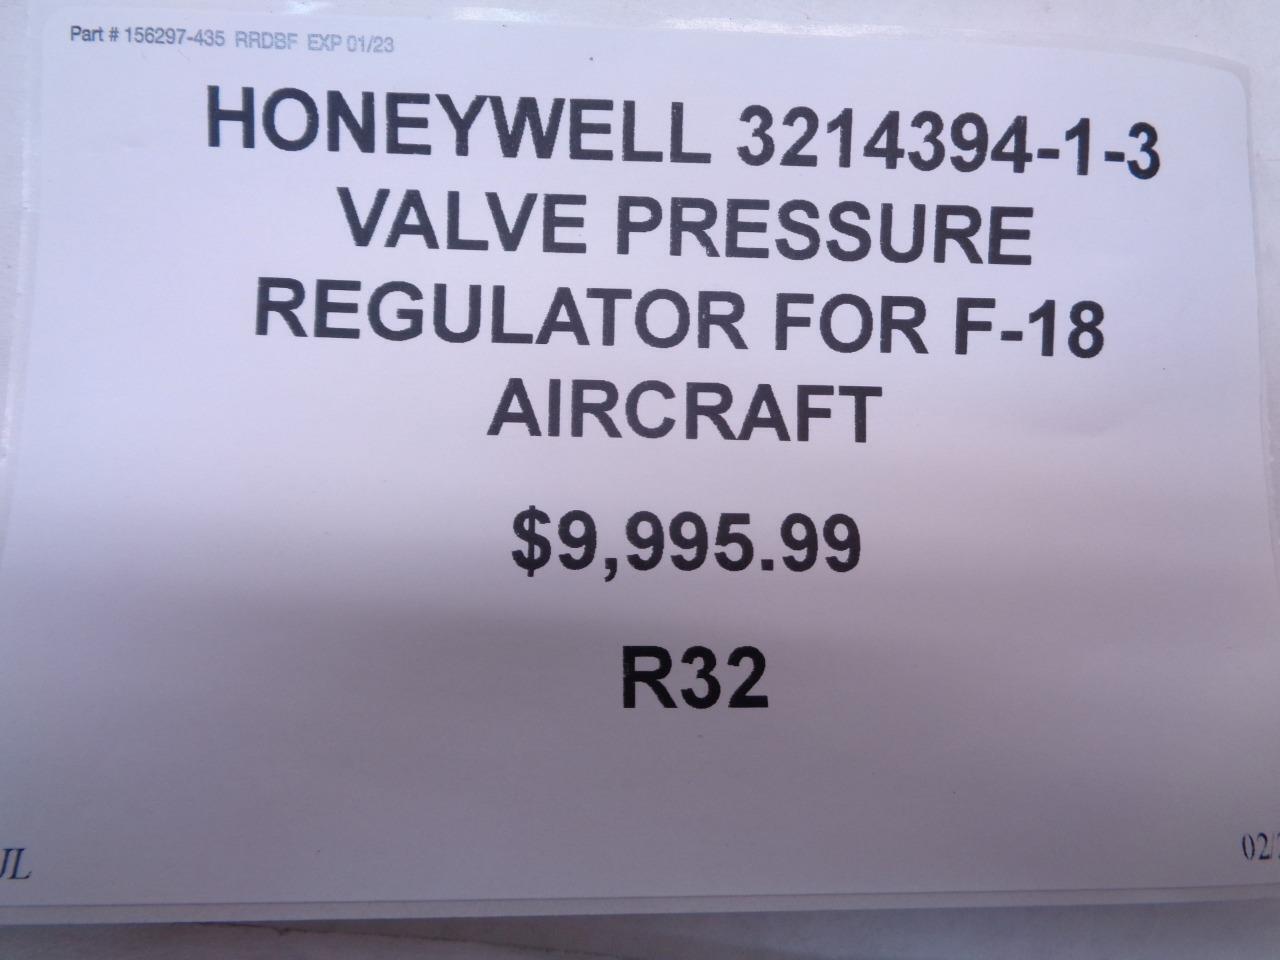 Part # 156297-435 RRDBF EXP 01/23
HONEYWELL 3214394-1-3
VALVE PRESSURE
REGULATOR FOR F-18
AIRCRAFT
$9,995.99
R32
JL